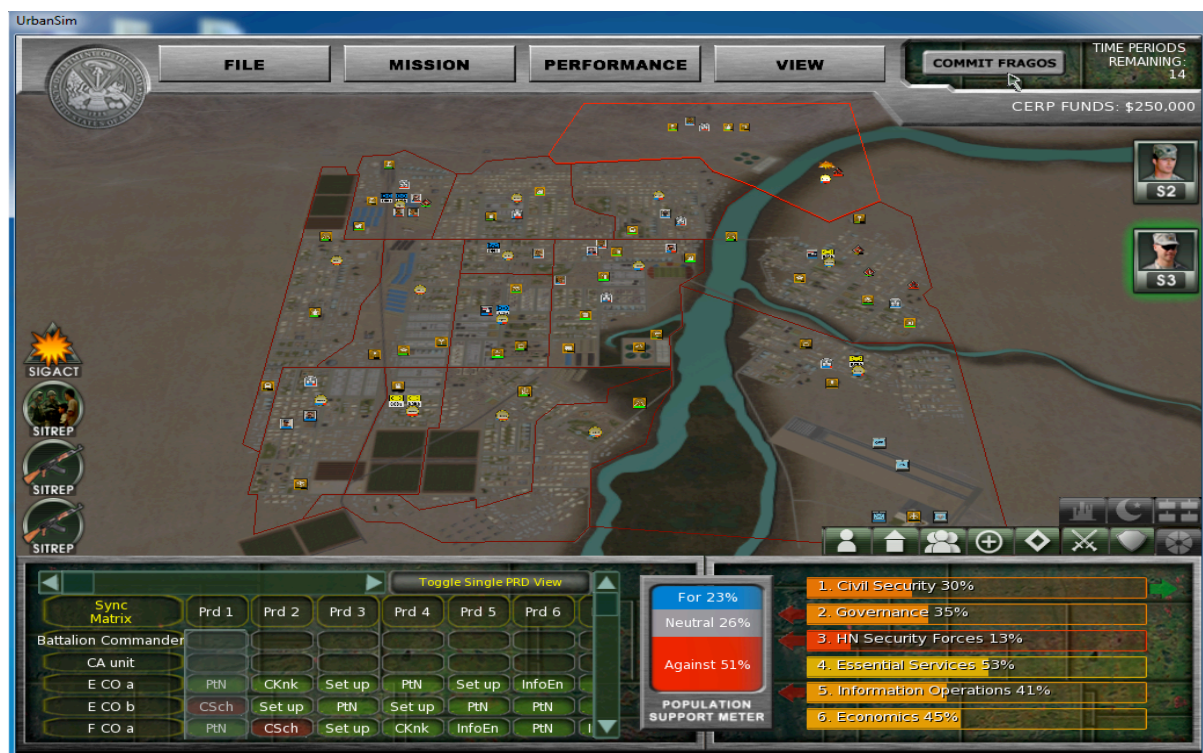 UrbanSim
FILE
MISSION
PERFORMANCE
VIEW
COMMIT FRAGOS
TIME PERIODS
REMAINING:
14
CERP FUNDS: $250,000
S2
S3
SIGACT
SITREP
SITREP
SITREP
Toggle Single PRD View
Sync
Matrix
Prd 1 Prd 2 Prd 3 Prd 4 Prd 5 Prd 6
Battalion Commander
CA unit
E CO a PtN CKnk Set up PtN Set up InfoEn
E CO b CSch Set up PtN Set up PtN PtN
F CO a PtN CSch Set up CKnk InfoEn PtN
For 23%
Neutral 26%
Against 51%
POPULATION
SUPPORT METER
1. Civil Security 30%
2. Governance 35%
3. HN Security Forces 13%
4. Essential Services 53%
5. Information Operations 41%
6. Economics 45%